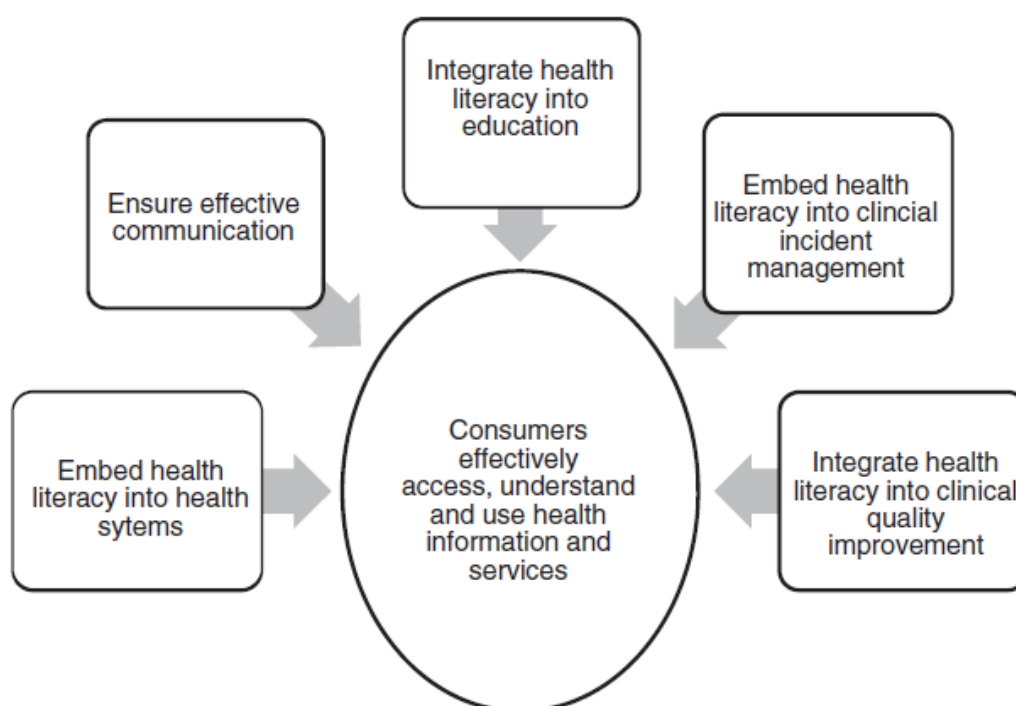 Integrate health
literacy into
education
Ensure effective
communication
Embed health
literacy into clincial
incident
management
Embed health
literacy into health
sytems
Consumers
effectively
access, understand
and use health
information and
services
Integrate health
literacy into clinical
quality
improvement